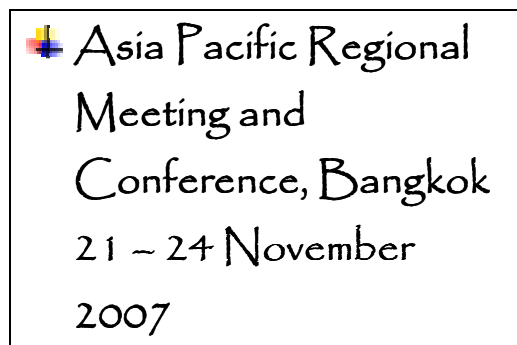 Asia Pacific Regional
Meeting and
Conference, Bangkok
21 – 24 November
2007